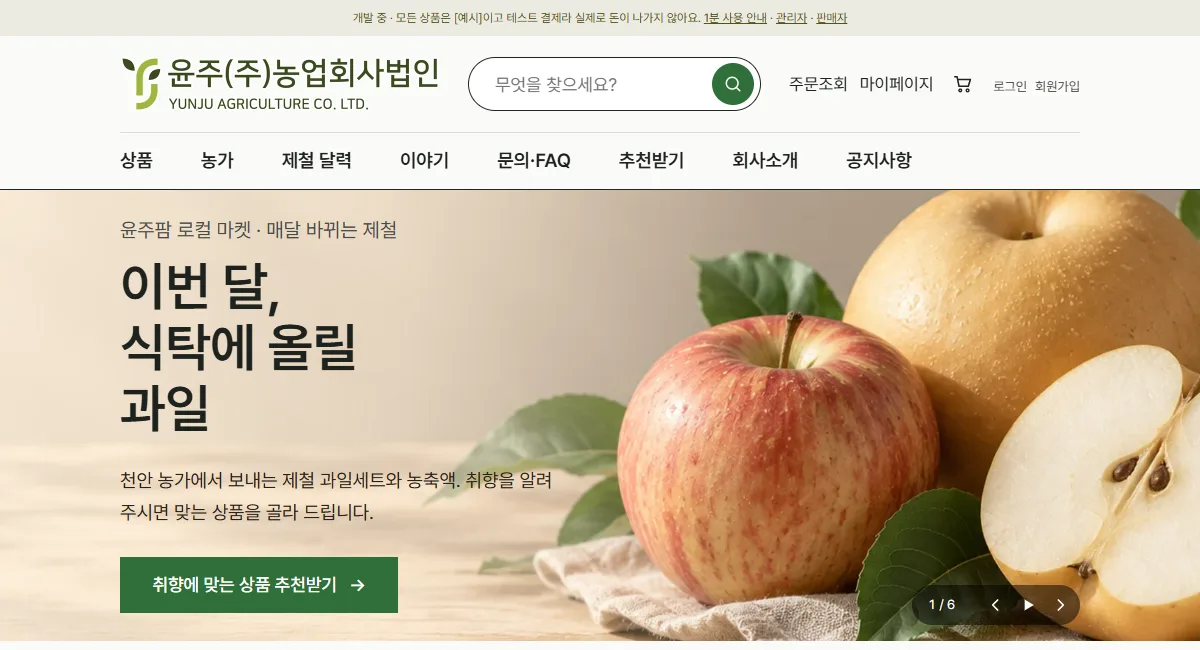 개발 중 · 모든 상품은 [예시]이고 테스트 결제라 실제로 돈이 나가지 않아요. 1분 사용 안내 · 관리자 · 판매자
윤주(주)농업회사법인
YUNJU AGRICULTURE CO. LTD.
무엇을 찾으세요?
주문조회 마이페이지
로그인 회원가입
상품 농가 제철 달력 이야기 문의·FAQ 추천받기 회사소개 공지사항
윤주팜 로컬 마켓 · 매달 바뀌는 제철
이번 달,
식탁에 올릴
과일
천안 농가에서 보내는 제철 과일세트와 농축액. 취향을 알려
주시면 맞는 상품을 골라 드립니다.
취향에 맞는 상품 추천받기 →
1 / 6